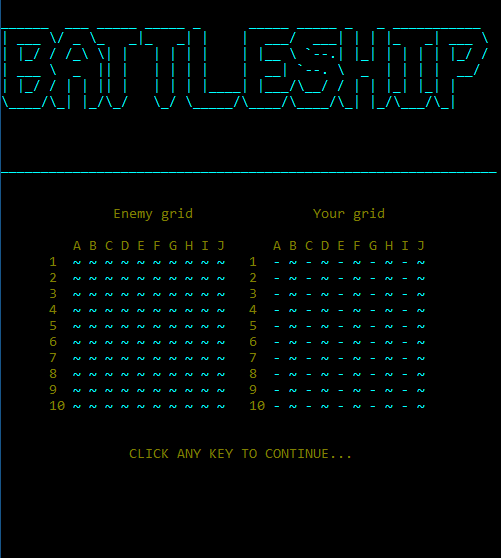 BATTLESHIP
Enemy grid Your grid
A B C D E F G H I J A B C D E F G H I J
1 ~ ~ ~ ~ ~ ~ ~ ~ ~ ~ 1 - ~ - ~ - ~ - ~ - ~
2 ~ ~ ~ ~ ~ ~ ~ ~ ~ ~ 2 - ~ - ~ - ~ - ~ - ~
3 ~ ~ ~ ~ ~ ~ ~ ~ ~ ~ 3 - ~ - ~ - ~ - ~ - ~
4 ~ ~ ~ ~ ~ ~ ~ ~ ~ ~ 4 - ~ - ~ - ~ - ~ - ~
5 ~ ~ ~ ~ ~ ~ ~ ~ ~ ~ 5 - ~ - ~ - ~ - ~ - ~
6 ~ ~ ~ ~ ~ ~ ~ ~ ~ ~ 6 - ~ - ~ - ~ - ~ - ~
7 ~ ~ ~ ~ ~ ~ ~ ~ ~ ~ 7 - ~ - ~ - ~ - ~ - ~
8 ~ ~ ~ ~ ~ ~ ~ ~ ~ ~ 8 - ~ - ~ - ~ - ~ - ~
9 ~ ~ ~ ~ ~ ~ ~ ~ ~ ~ 9 - ~ - ~ - ~ - ~ - ~
10 ~ ~ ~ ~ ~ ~ ~ ~ ~ ~ 10 - ~ - ~ - ~ - ~ - ~
CLICK ANY KEY TO CONTINUE...